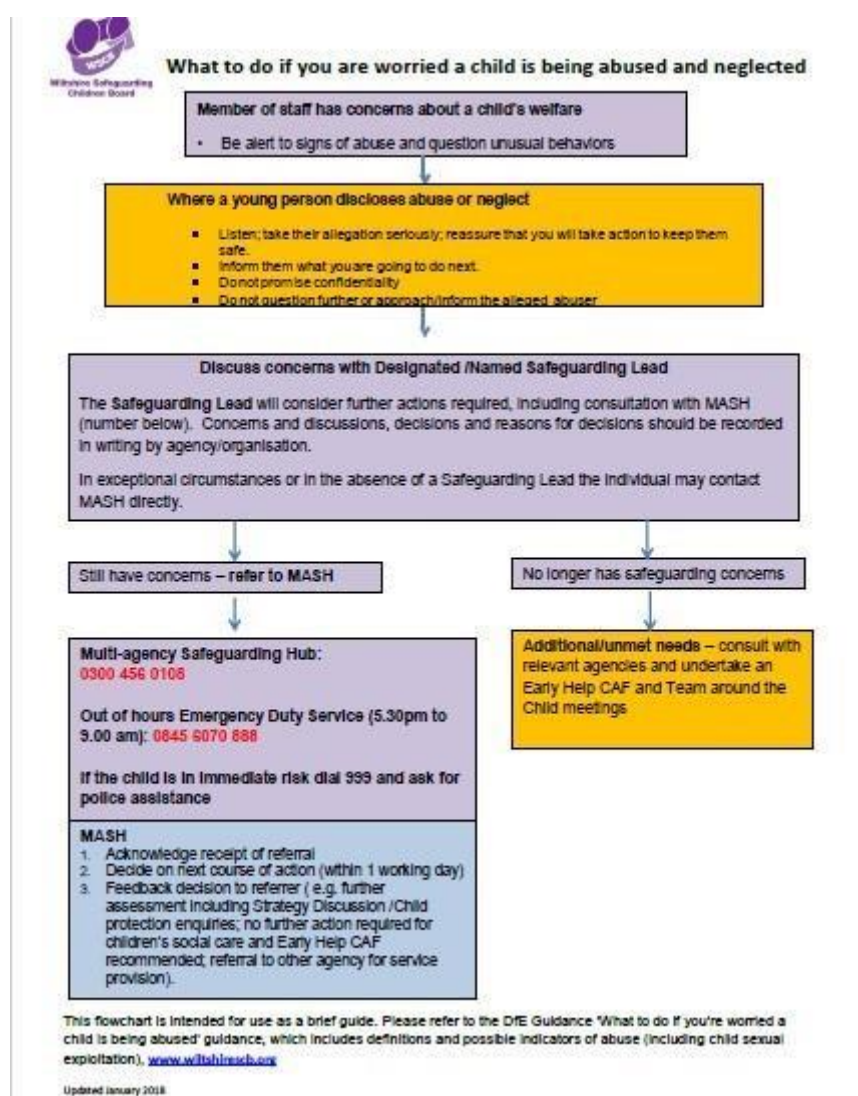 WSCB
Wiltshire Safeguarding
Children Board
What to do if you are worried a child is being abused and neglected
Member of staff has concerns about a child's welfare
• Be alert to signs of abuse and question unusual behaviors
Where a young person discloses abuse or neglect
▪ Listen; take their allegation seriously; reassure that you will take action to keep them
safe.
▪ Inform them what you are going to do next.
▪ Do not promise confidentiality
▪ Do not question further or approach/inform the alleged abuser
Discuss concerns with Designated /Named Safeguarding Lead
The Safeguarding Lead will consider further actions required, including consultation with MASH
(number below). Concerns and discussions, decisions and reasons for decisions should be recorded
in writing by agency/organisation.
In exceptional circumstances or in the absence of a Safeguarding Lead the individual may contact
MASH directly.
Still have concerns – refer to MASH
No longer has safeguarding concerns
Multi-agency Safeguarding Hub:
0300 456 0108
Out of hours Emergency Duty Service (5.30pm to
9.00 am): 0845 6070 888
If the child is in immediate risk dial 999 and ask for
police assistance
Additional/unmet needs – consult with
relevant agencies and undertake an
Early Help CAF and Team around the
Child meetings
MASH
1. Acknowledge receipt of referral
2. Decide on next course of action (within 1 working day)
3. Feedback decision to referrer ( e.g. further
assessment including Strategy Discussion /Child
protection enquiries; no further action required for
children's social care and Early Help CAF
recommended; referral to other agency for service
provision).
This flowchart is intended for use as a brief guide. Please refer to the DfE Guidance 'What to do if you're worried a
child is being abused' guidance, which includes definitions and possible indicators of abuse (including child sexual
exploitation), www.wiltshirescb.org
Updated January 2018